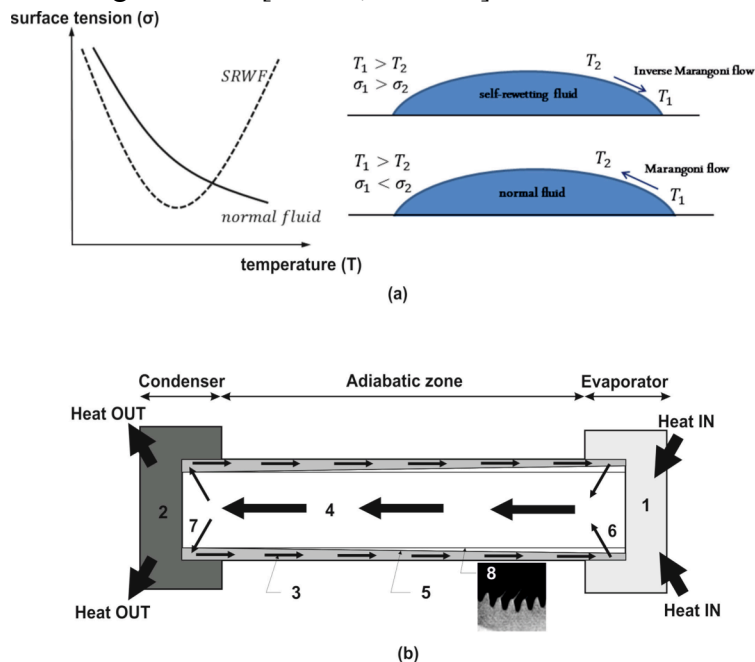 surface tension (σ)
SRWF
normal fluid
temperature (T)
T₁ > T₂
σ₁ > σ₂
T₂
Inverse Marangoni flow
self-rewetting fluid
T₁
T₁ > T₂
σ₁ < σ₂
T₂
Marangoni flow
normal fluid
T₁
(a)
Condenser
Adiabatic zone
Evaporator
Heat OUT
Heat IN
2
7
4
6
1
8
3
5
Heat OUT
Heat IN
(b)